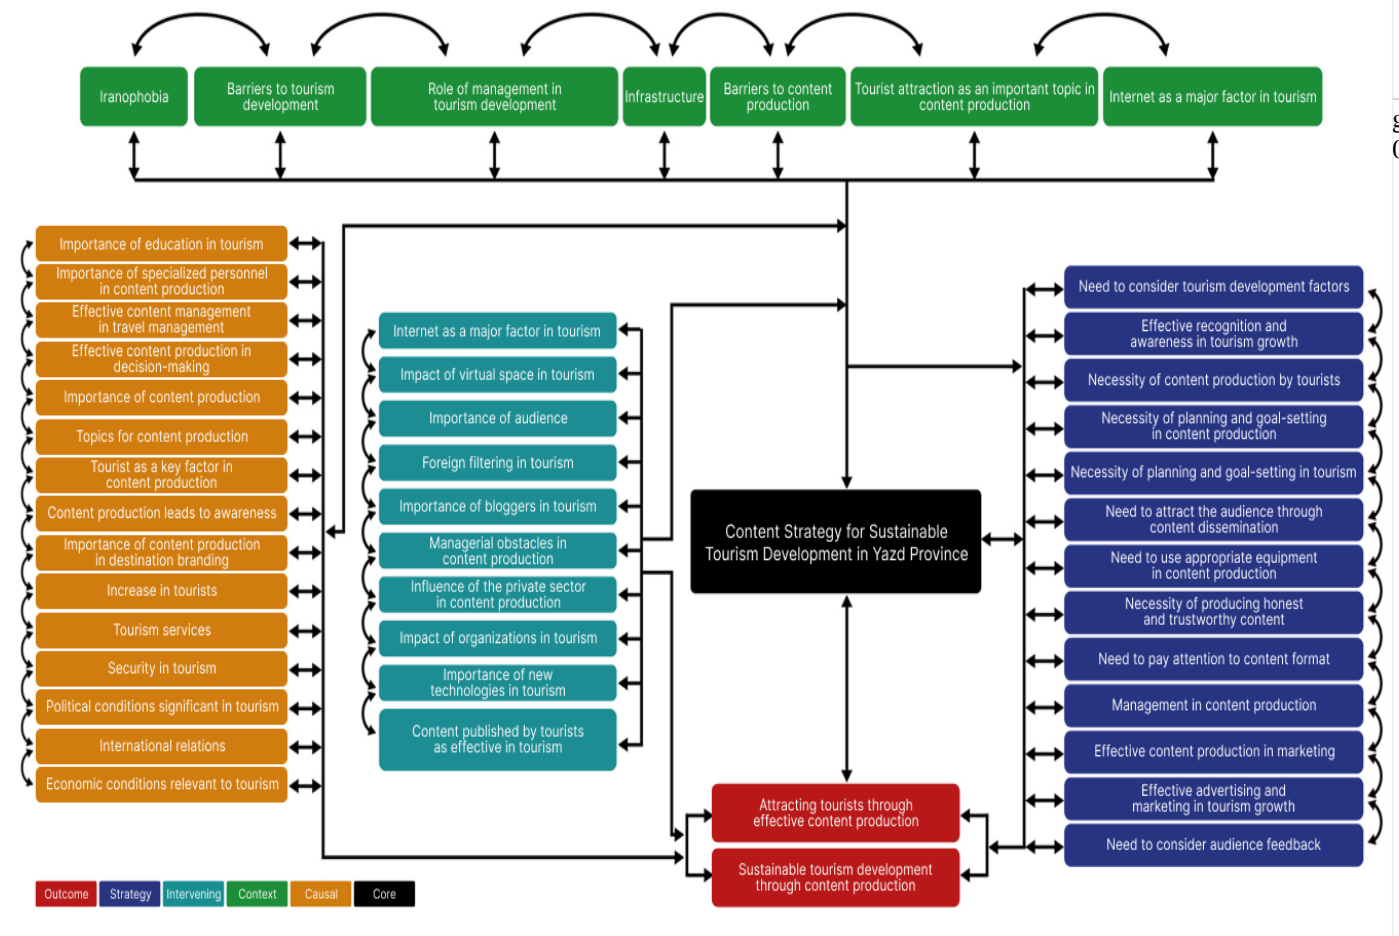 Iranophobia
Barriers to tourism
development
Role of management in
tourism development
Infrastructure
Barriers to content
production
Tourist attraction as an important topic in
content production
Internet as a major factor in tourism
Importance of education in tourism
Importance of specialized personnel
in content production
Effective content management
in travel management
Effective content production in
decision-making
Importance of content production
Topics for content production
Tourist as a key factor in
content production
Content production leads to awareness
Importance of content production
in destination branding
Increase in tourists
Tourism services
Security in tourism
Political conditions significant in tourism
International relations
Economic conditions relevant to tourism
Internet as a major factor in tourism
Impact of virtual space in tourism
Importance of audience
Foreign filtering in tourism
Importance of bloggers in tourism
Managerial obstacles in
content production
Influence of the private sector
in content production
Impact of organizations in tourism
Importance of new
technologies in tourism
Content published by tourists
as effective in tourism
Content Strategy for Sustainable
Tourism Development in Yazd Province
Attracting tourists through
effective content production
Sustainable tourism development
through content production
Need to consider tourism development factors
Effective recognition and
awareness in tourism growth
Necessity of content production by tourists
Necessity of planning and goal-setting
in content production
Necessity of planning and goal-setting in tourism
Need to attract the audience through
content dissemination
Need to use appropriate equipment
in content production
Necessity of producing honest
and trustworthy content
Need to pay attention to content format
Management in content production
Effective content production in marketing
Effective advertising and
marketing in tourism growth
Need to consider audience feedback
Outcome
Strategy
Intervening
Context
Causal
Core